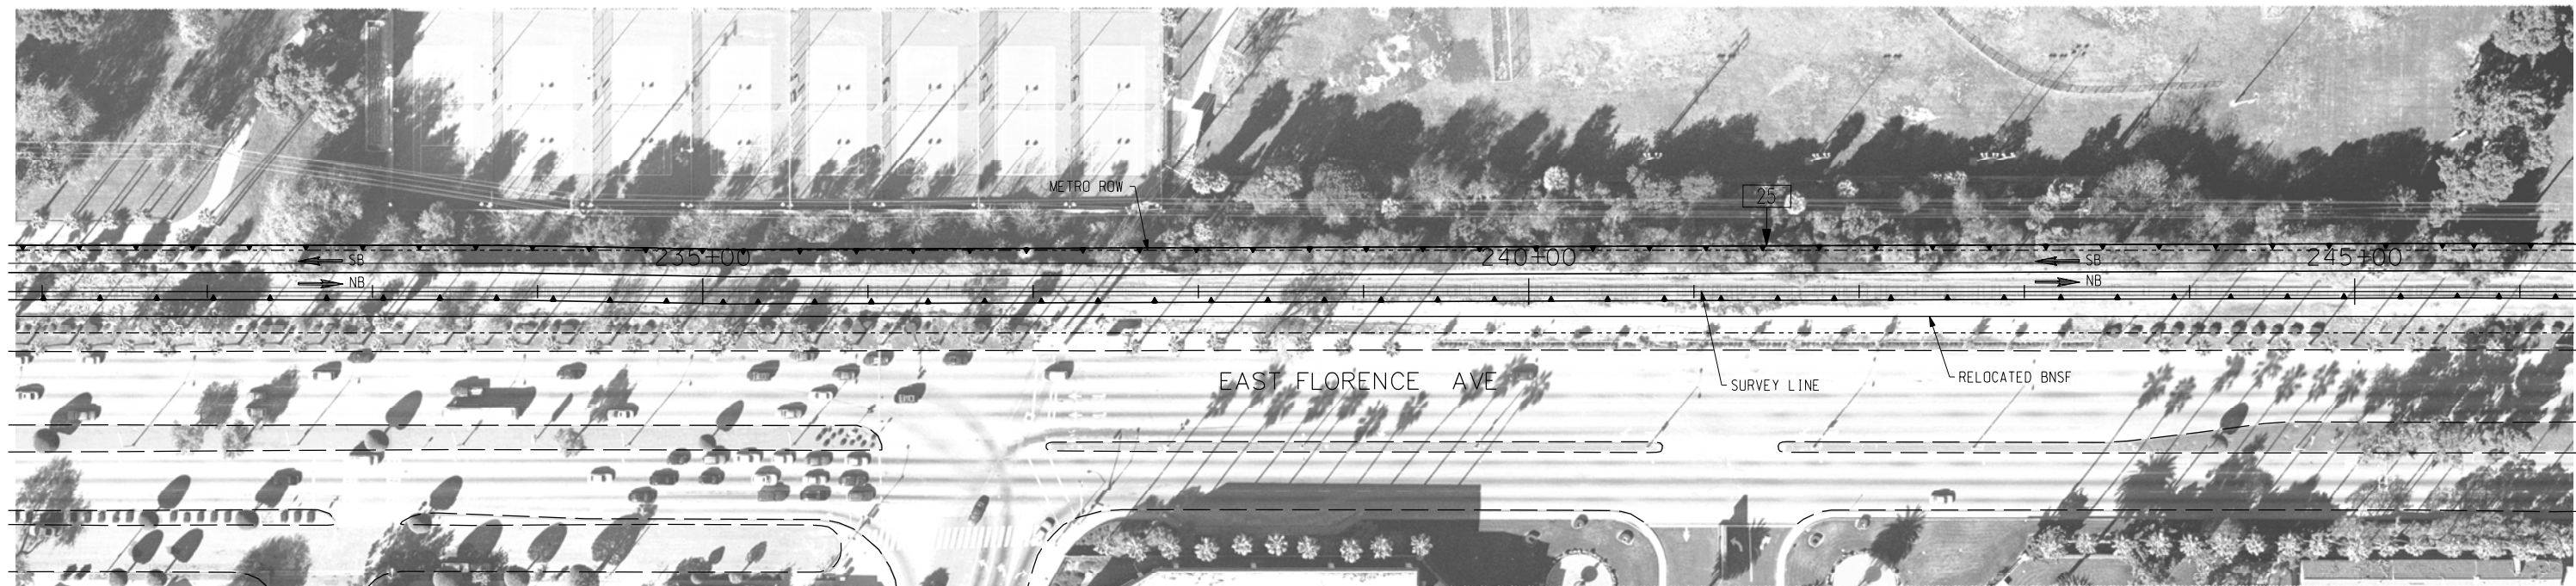 METRO ROW
25
235+00
240+00
245+00
SB
SB
NB
NB
EAST FLORENCE AVE
SURVEY LINE
RELOCATED BNSF